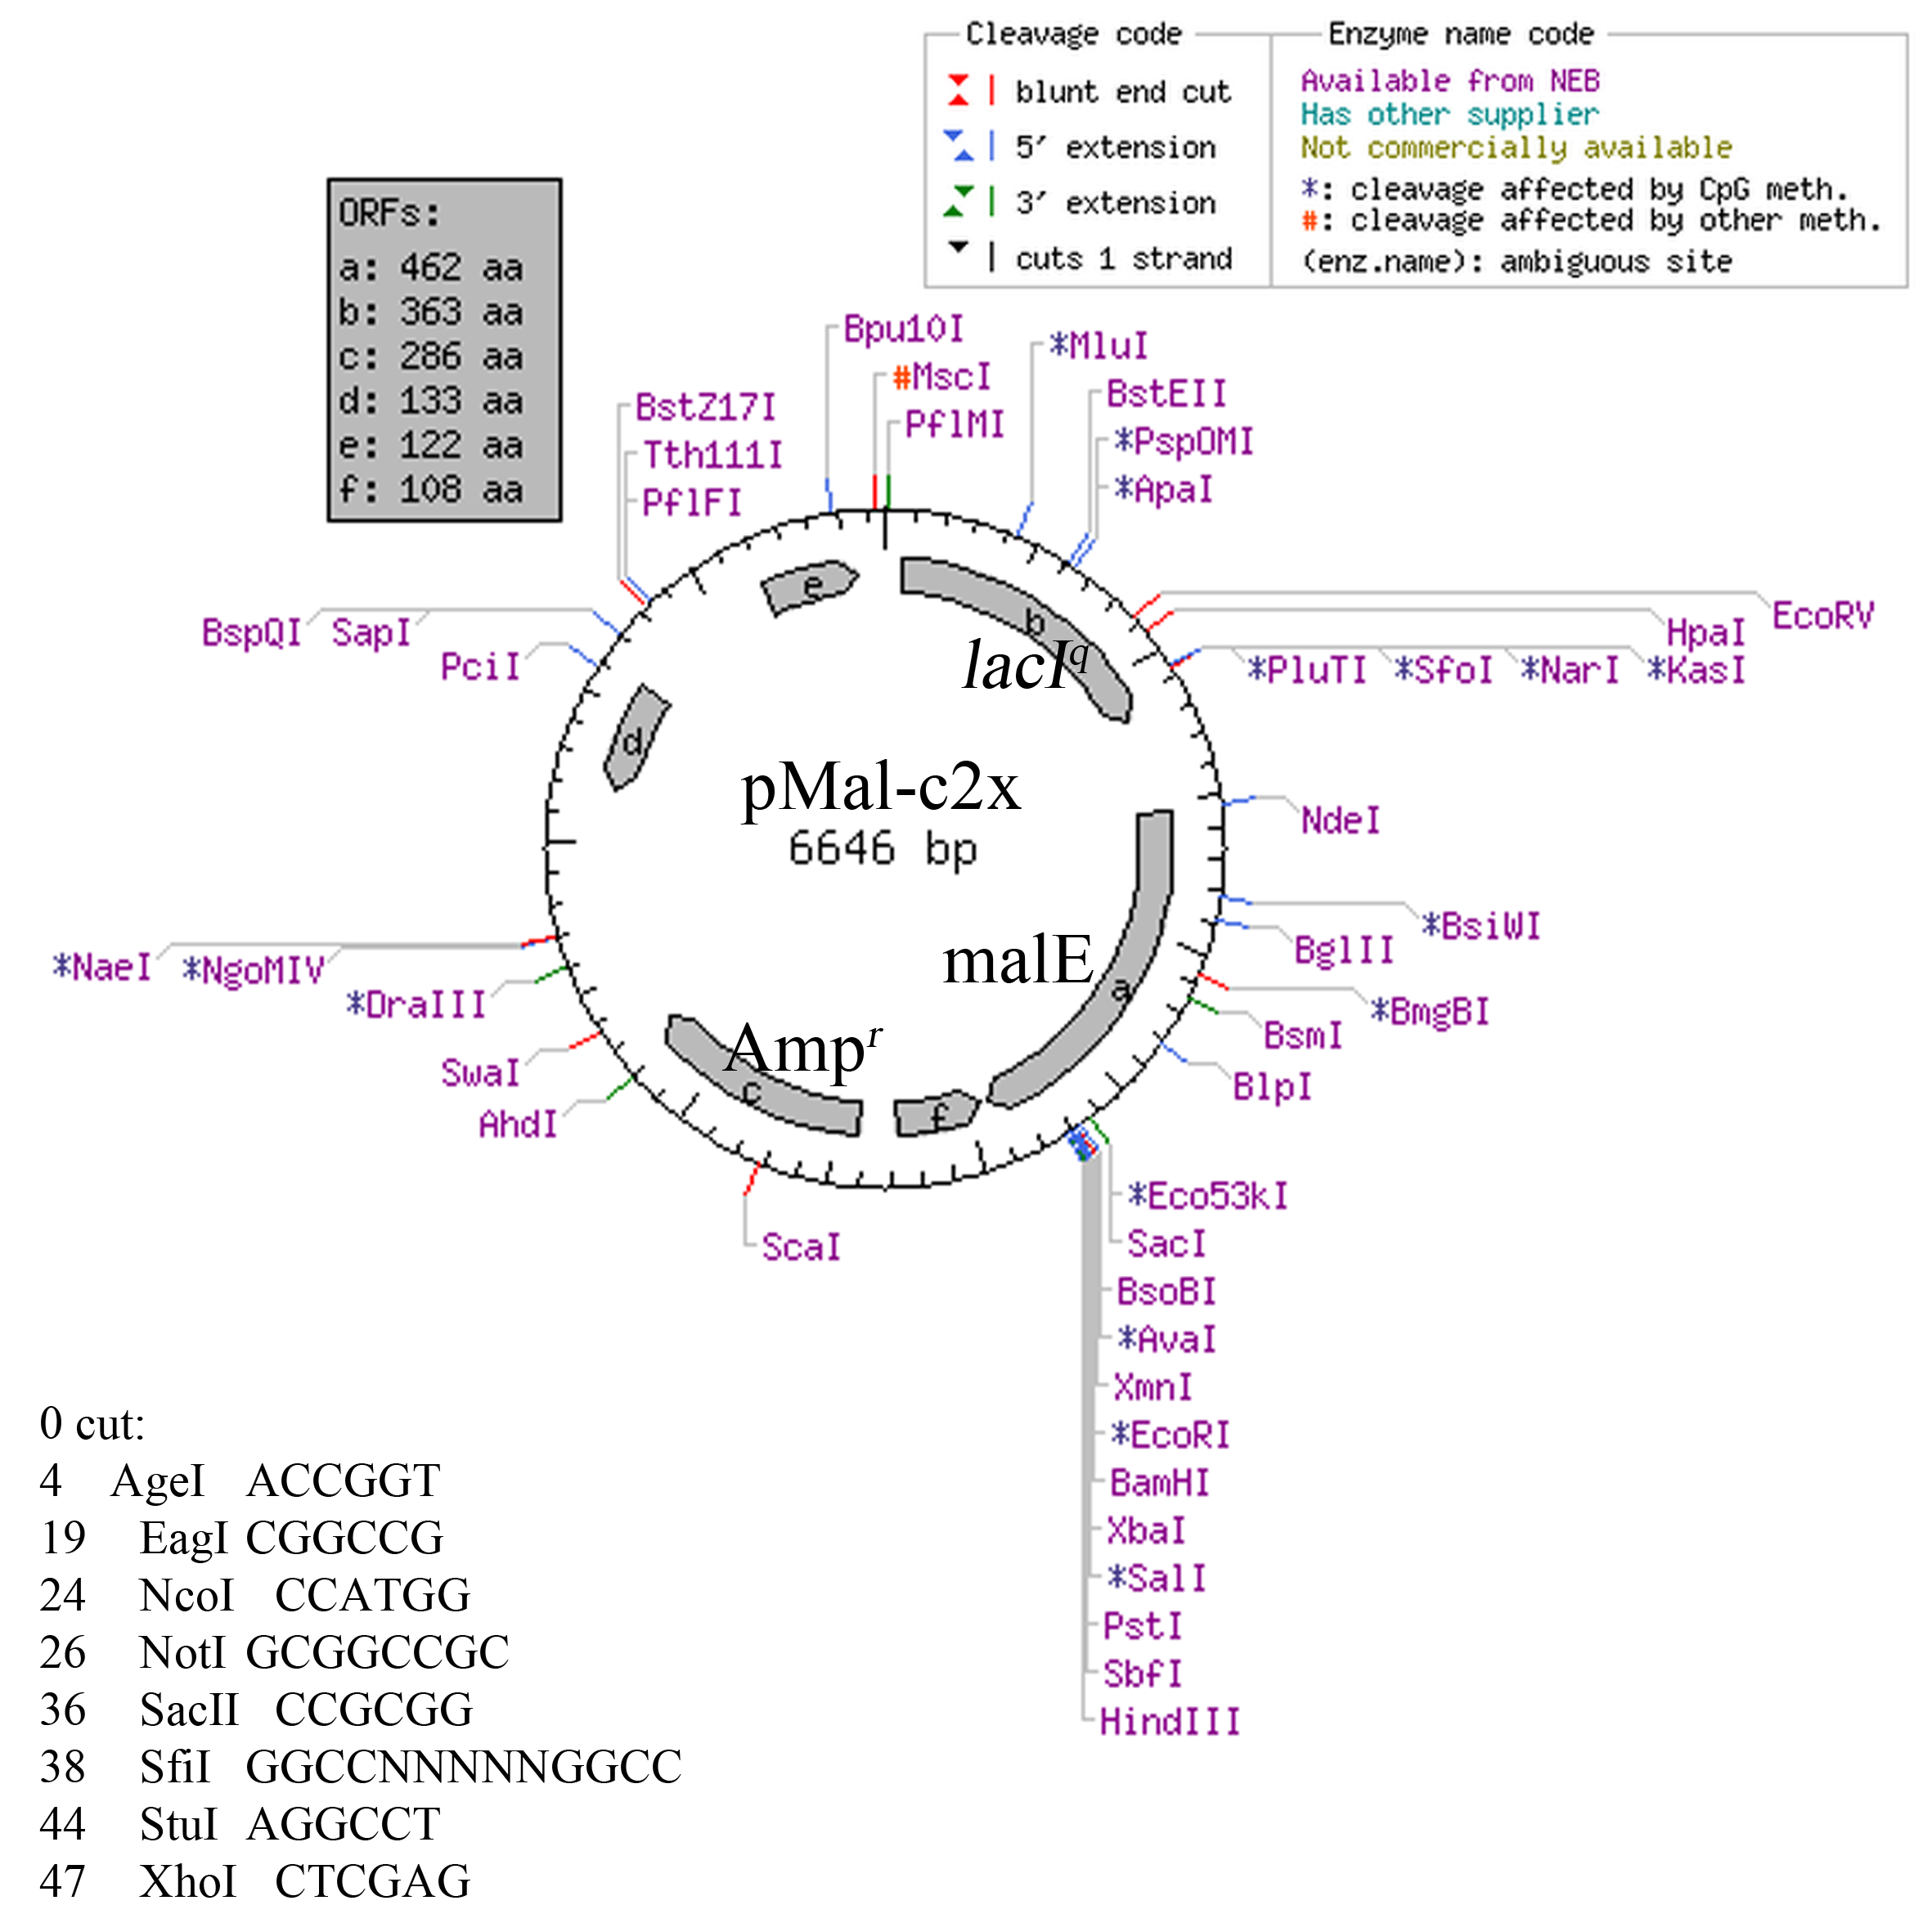 Cleavage code
blunt end cut
5′ extension
3′ extension
cuts 1 strand
Enzyme name code
Available from NEB
Has other supplier
Not commercially available
*: cleavage affected by CpG meth.
#: cleavage affected by other meth.
(enz.name): ambiguous site
ORFs:
a: 462 aa
b: 363 aa
c: 286 aa
d: 133 aa
e: 122 aa
f: 108 aa
Bpu10I
#MscI
PflMI
*MluI
BstEII
*PspOMI
*ApaI
BstZ17I
Tth111I
PflFI
BspQI SapI
PciI
EcoRV
HpaI
*PluTI *SfoI *NarI *KasI
e
b
lacIq
d
pMal-c2x
6646 bp
NdeI
*BsiWI
BglII
*BmgBI
BsmI
BlpI
malE
a
*NaeI *NgoMIV
*DraIII
SwaI
AhdI
Ampr
c
f
ScaI
*Eco53kI
SacI
BsoBI
*AvaI
XmnI
*EcoRI
BamHI
XbaI
*SalI
PstI
SbfI
HindIII
0 cut:
4 AgeI ACCGGT
19 EagI CGGCCG
24 NcoI CCATGG
26 NotI GCGGCCGC
36 SacII CCGCGG
38 SfiI GGCCNNNNNGGCC
44 StuI AGGCCT
47 XhoI CTCGAG